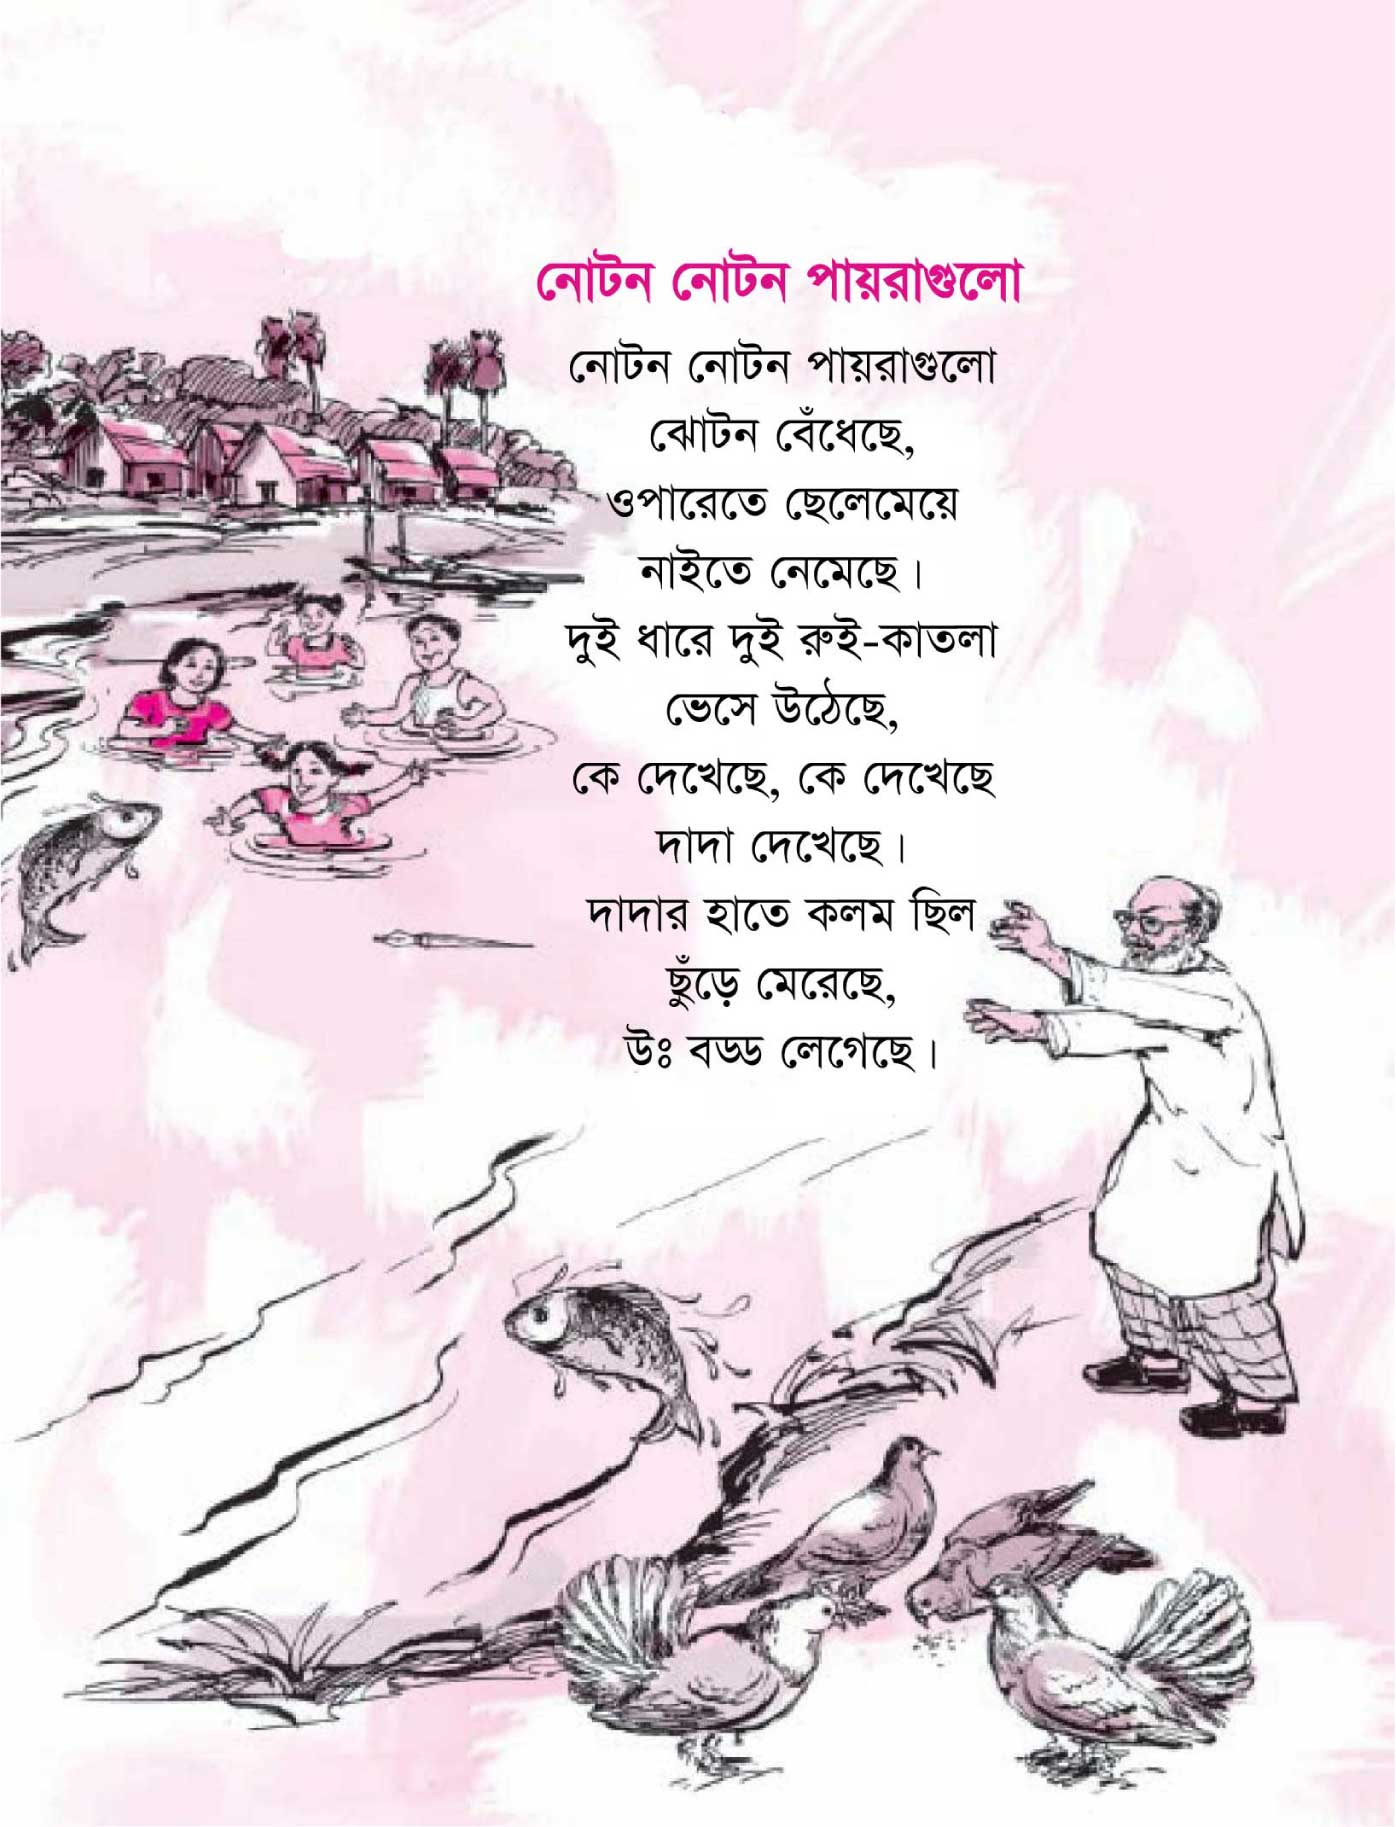 নোটন নোটন পায়রাগুলো
নোটন নোটন পায়রাগুলো
ঝোটন বেঁধেছে,
ওপারেতে ছেলেমেয়ে
নাইতে নেমেছে।
দুই ধারে দুই রুই-কাতলা
ভেসে উঠেছে,
কে দেখেছে, কে দেখেছে
দাদা দেখেছে।
দাদার হাতে কলম ছিল
ছুঁড়ে মেরেছে,
উঃ বড্ড লেগেছে।